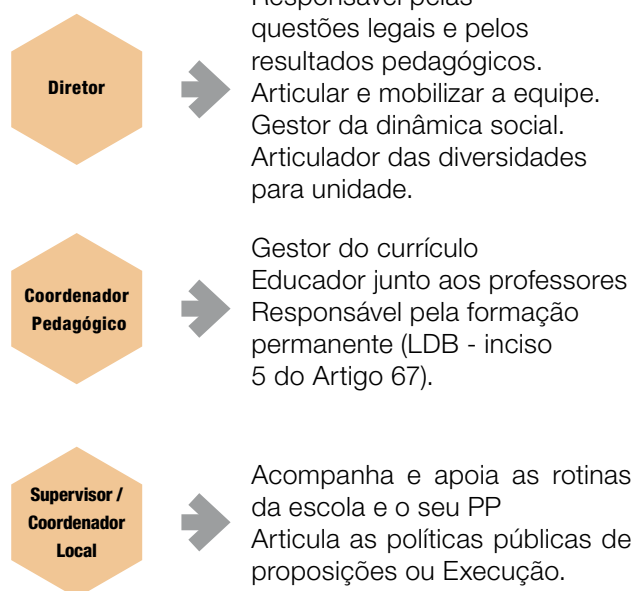 Diretor
Responsável pelas
questões legais e pelos
resultados pedagógicos.
Articular e mobilizar a equipe.
Gestor da dinâmica social.
Articulador das diversidades
para unidade.
Coordenador
Pedagógico
Gestor do currículo
Educador junto aos professores
Responsável pela formação
permanente (LDB - inciso
5 do Artigo 67).
Supervisor /
Coordenador
Local
Acompanha e apoia as rotinas
da escola e o seu PP
Articula as políticas públicas de
proposições ou Execução.